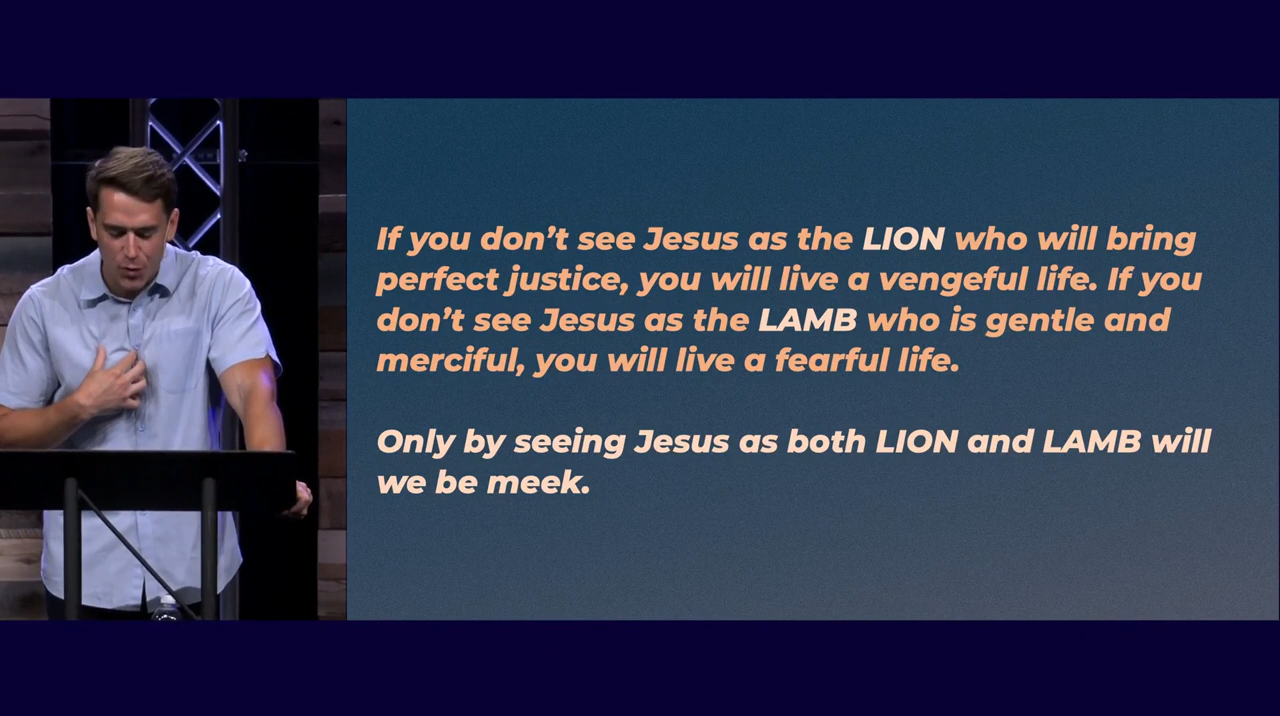 If you don’t see Jesus as the LION who will bring
perfect justice, you will live a vengeful life. If you
don’t see Jesus as the LAMB who is gentle and
merciful, you will live a fearful life.
Only by seeing Jesus as both LION and LAMB will
we be meek.